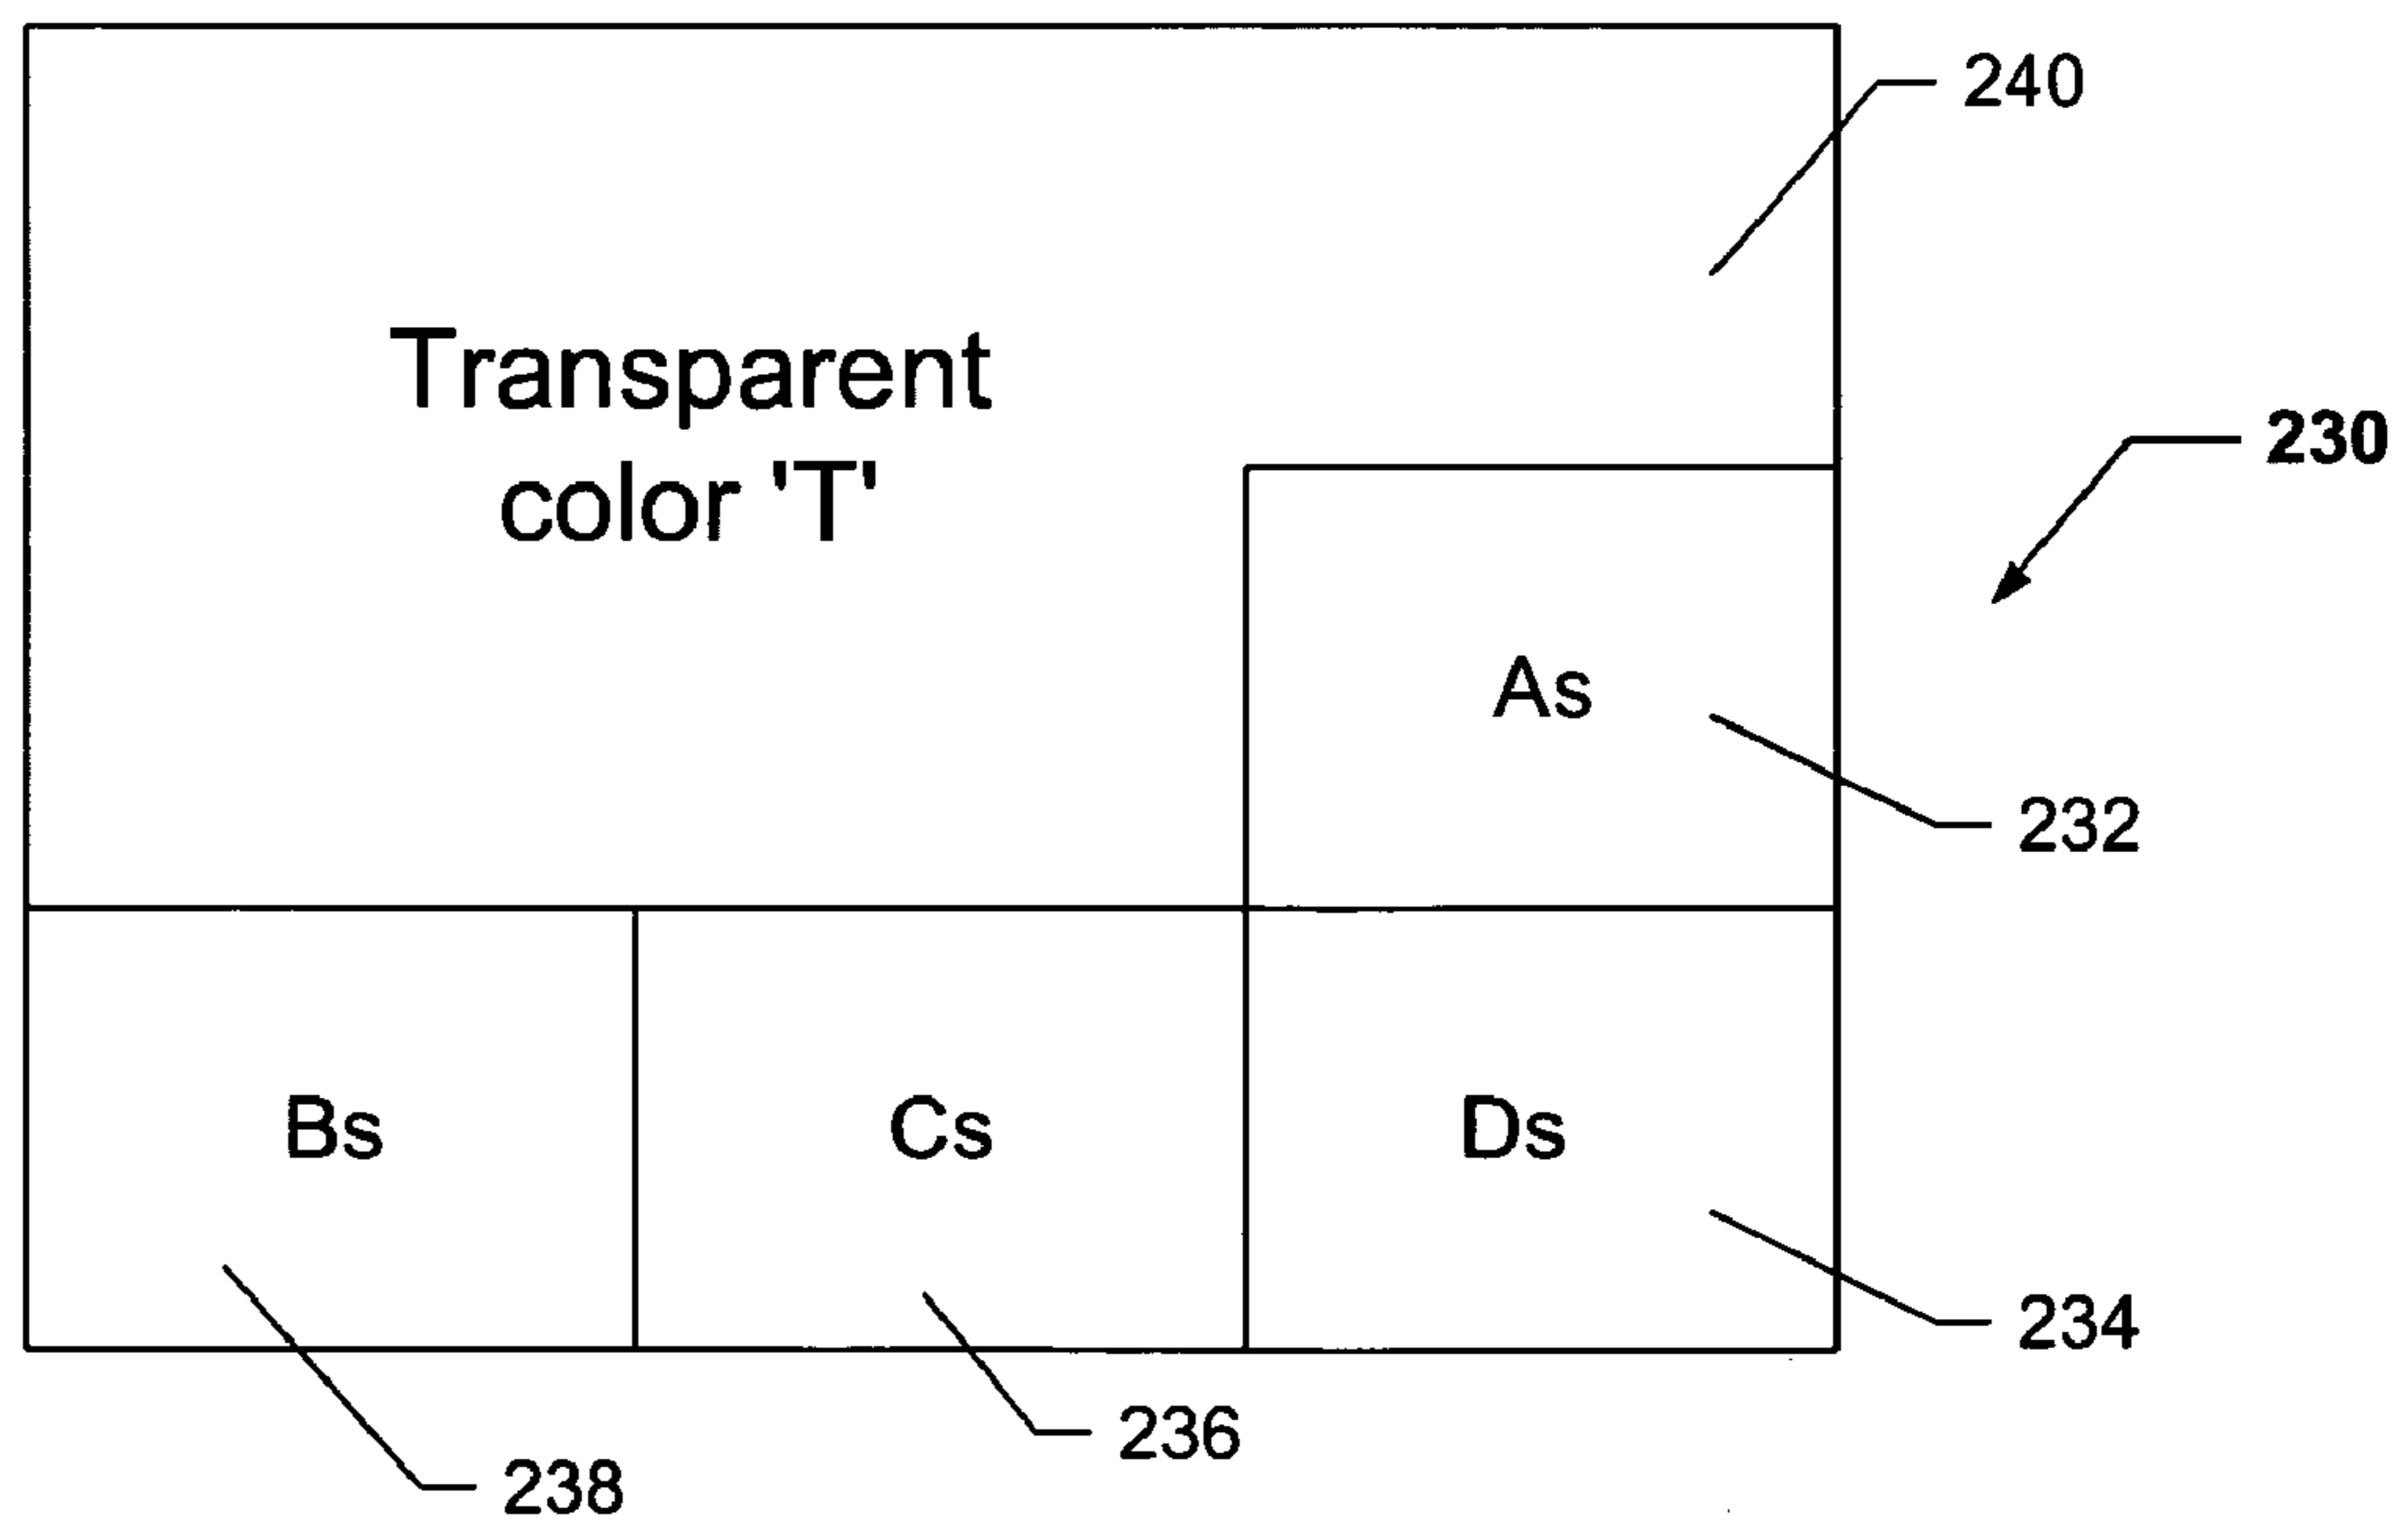 240
Transparent
color 'T'
230
As
232
Bs
Cs
Ds
234
236
238